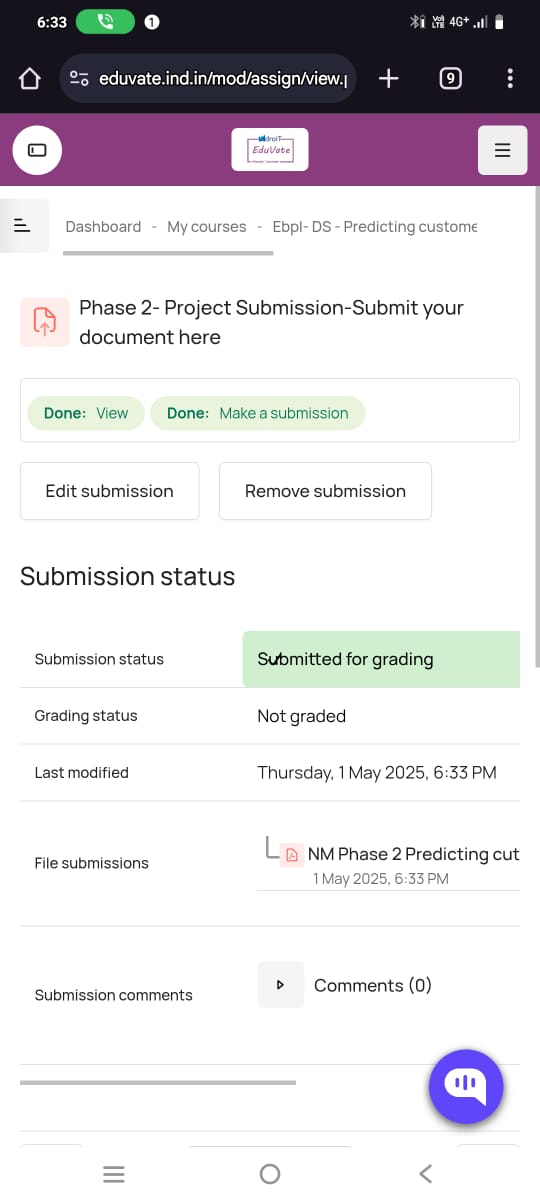 6:33
1
VoLTE 4G+
eduvate.ind.in/mod/assign/view.p
9
EduVate
Dashboard - My courses - Ebpl- DS - Predicting custome
Phase 2- Project Submission-Submit your
document here
Done: View Done: Make a submission
Edit submission Remove submission
Submission status
Submission status Submitted for grading
Grading status Not graded
Last modified Thursday, 1 May 2025, 6:33 PM
File submissions NM Phase 2 Predicting cut
1 May 2025, 6:33 PM
Submission comments Comments (0)